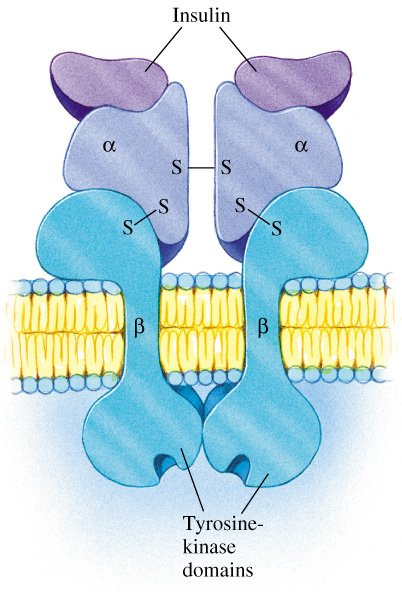 Insulin
α α
S S
S S
S S
β β
Tyrosine-
kinase
domains